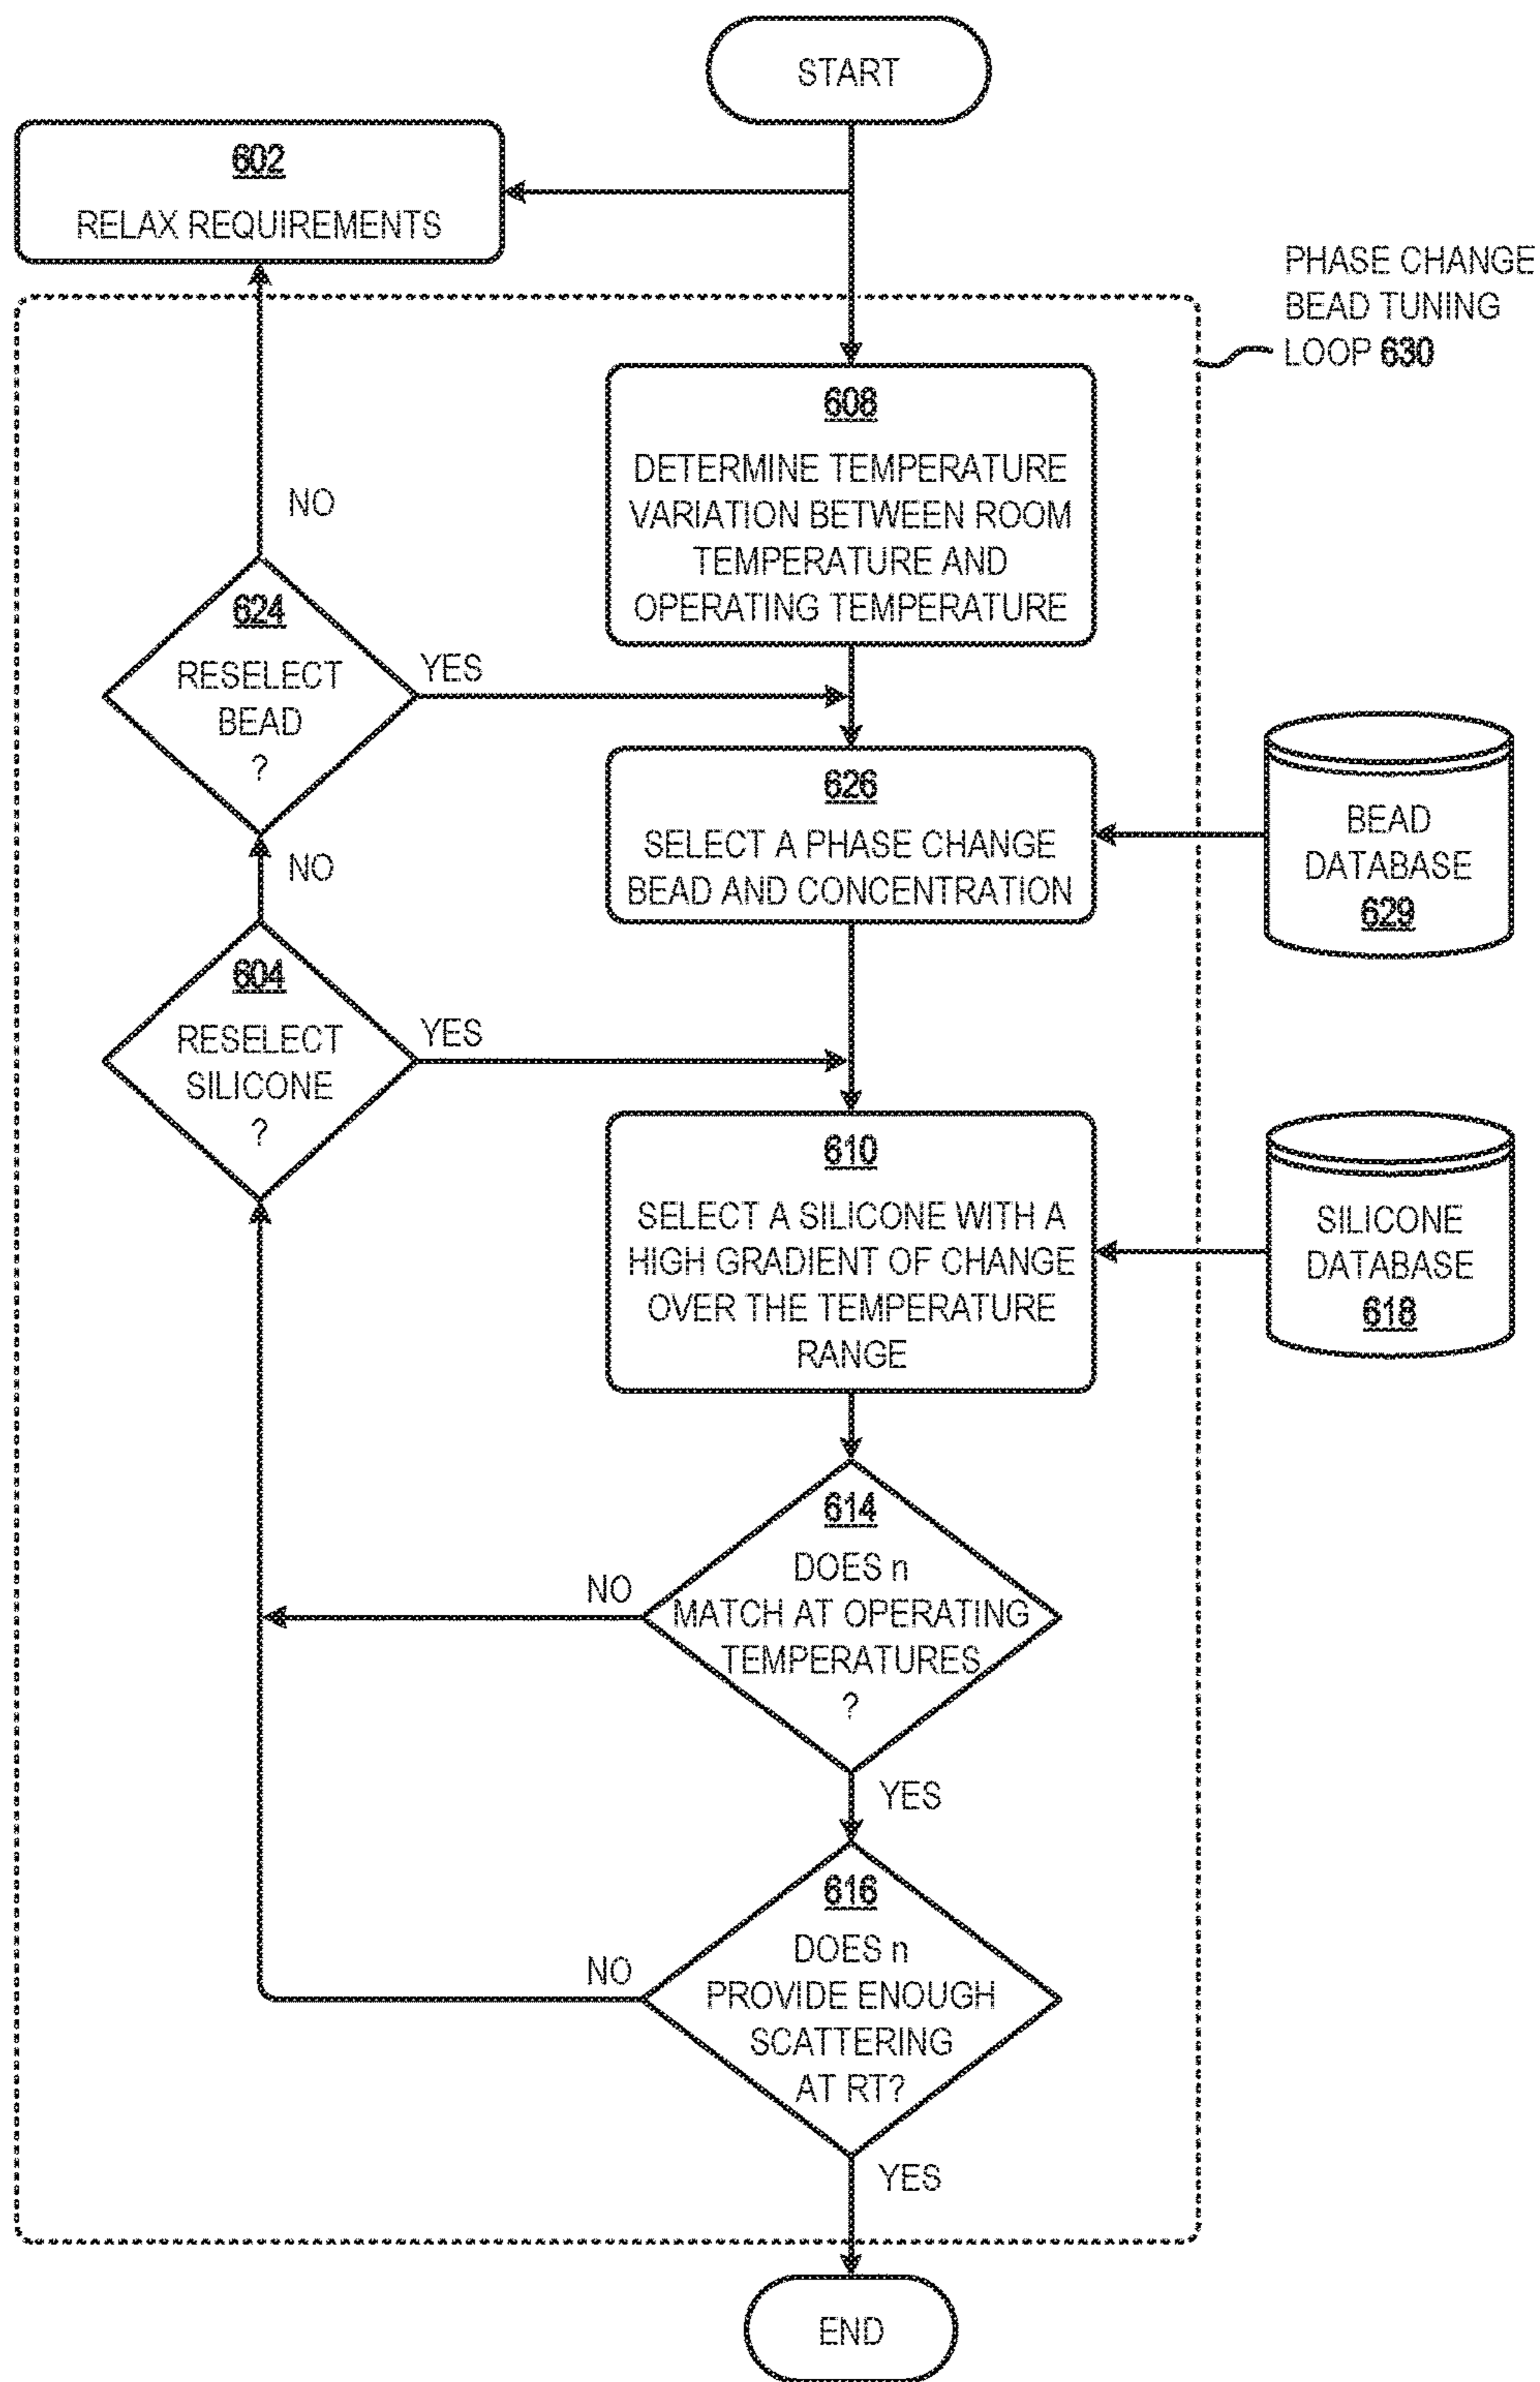 START
602
RELAX REQUIREMENTS
PHASE CHANGE
BEAD TUNING
LOOP 630
608
DETERMINE TEMPERATURE
VARIATION BETWEEN ROOM
TEMPERATURE AND
OPERATING TEMPERATURE
NO
624
RESELECT
BEAD
?
YES
626
SELECT A PHASE CHANGE
BEAD AND CONCENTRATION
BEAD
DATABASE
629
NO
604
RESELECT
SILICONE
?
YES
610
SELECT A SILICONE WITH A
HIGH GRADIENT OF CHANGE
OVER THE TEMPERATURE
RANGE
SILICONE
DATABASE
618
614
DOES n
MATCH AT OPERATING
TEMPERATURES
?
NO
YES
616
DOES n
PROVIDE ENOUGH
SCATTERING
AT RT?
NO
YES
END